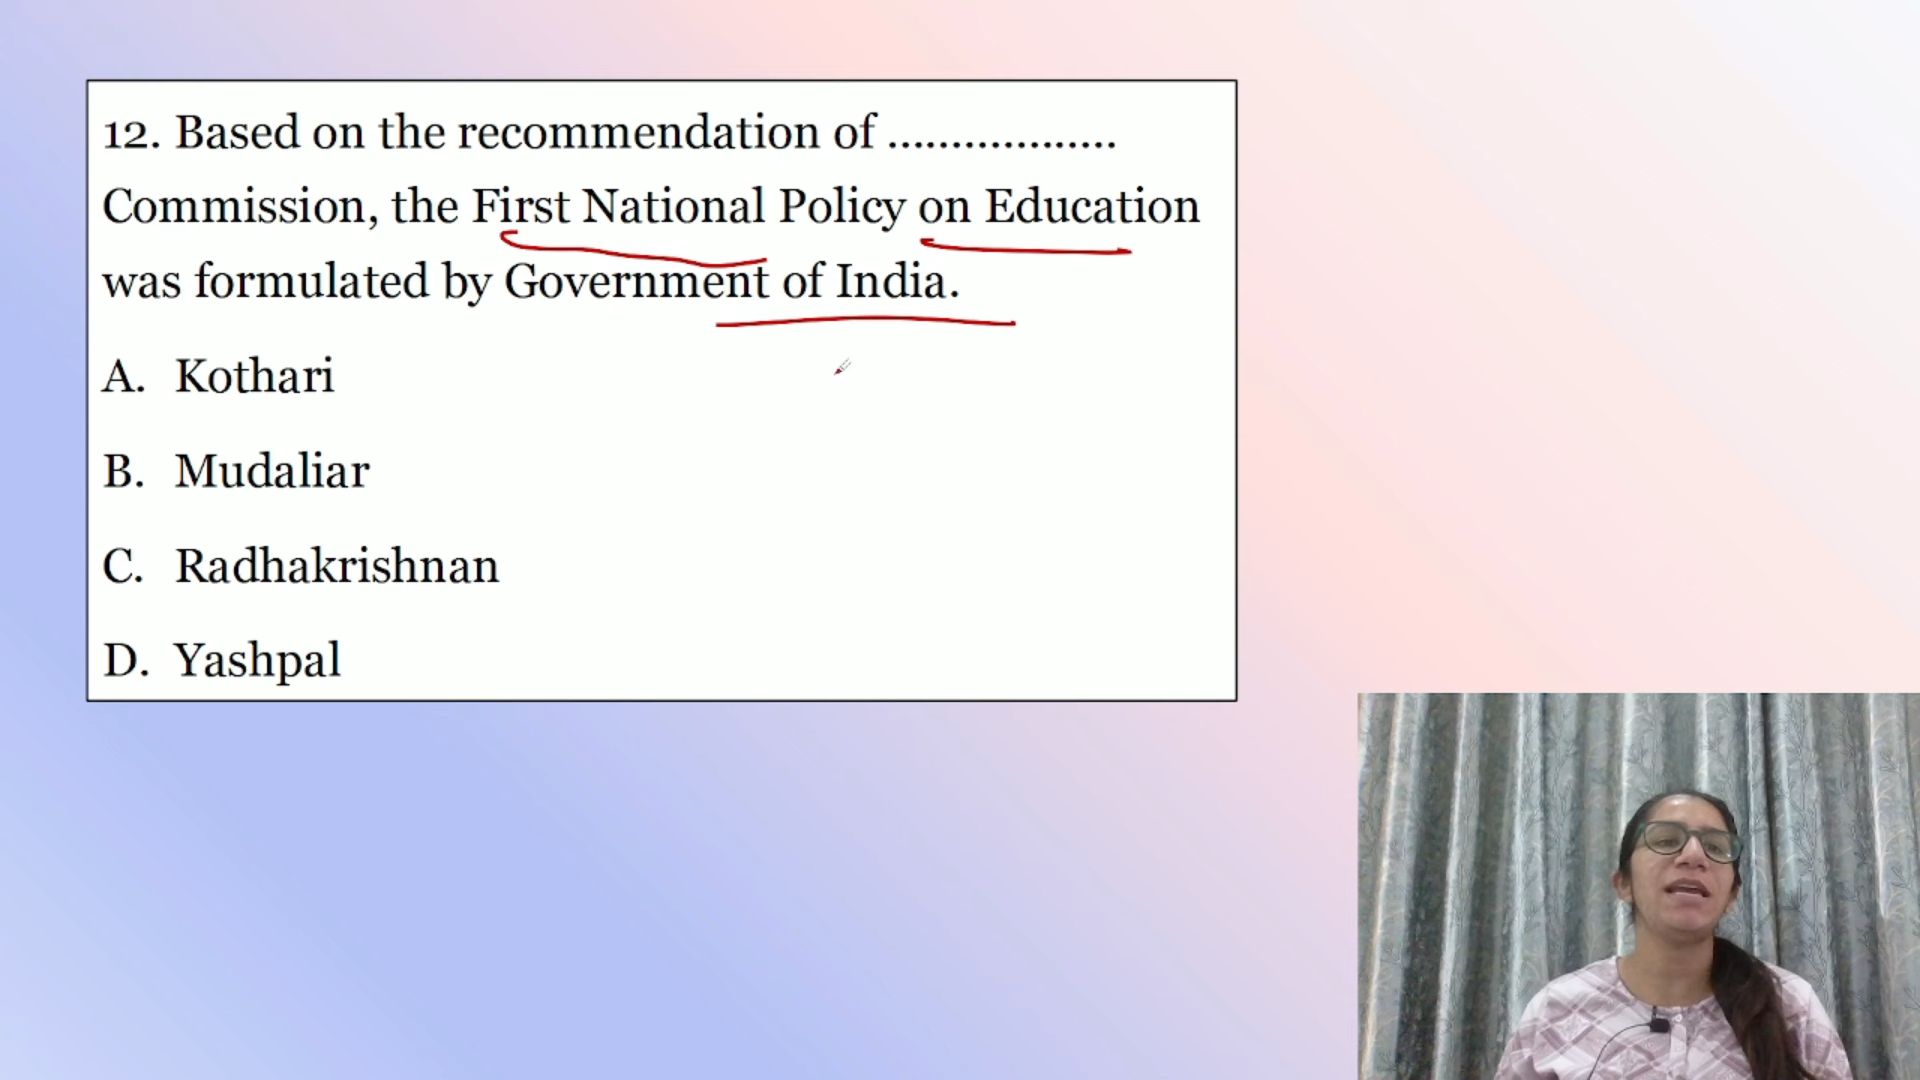 12. Based on the recommendation of ..................
Commission, the First National Policy on Education
was formulated by Government of India.
A. Kothari
B. Mudaliar
C. Radhakrishnan
D. Yashpal